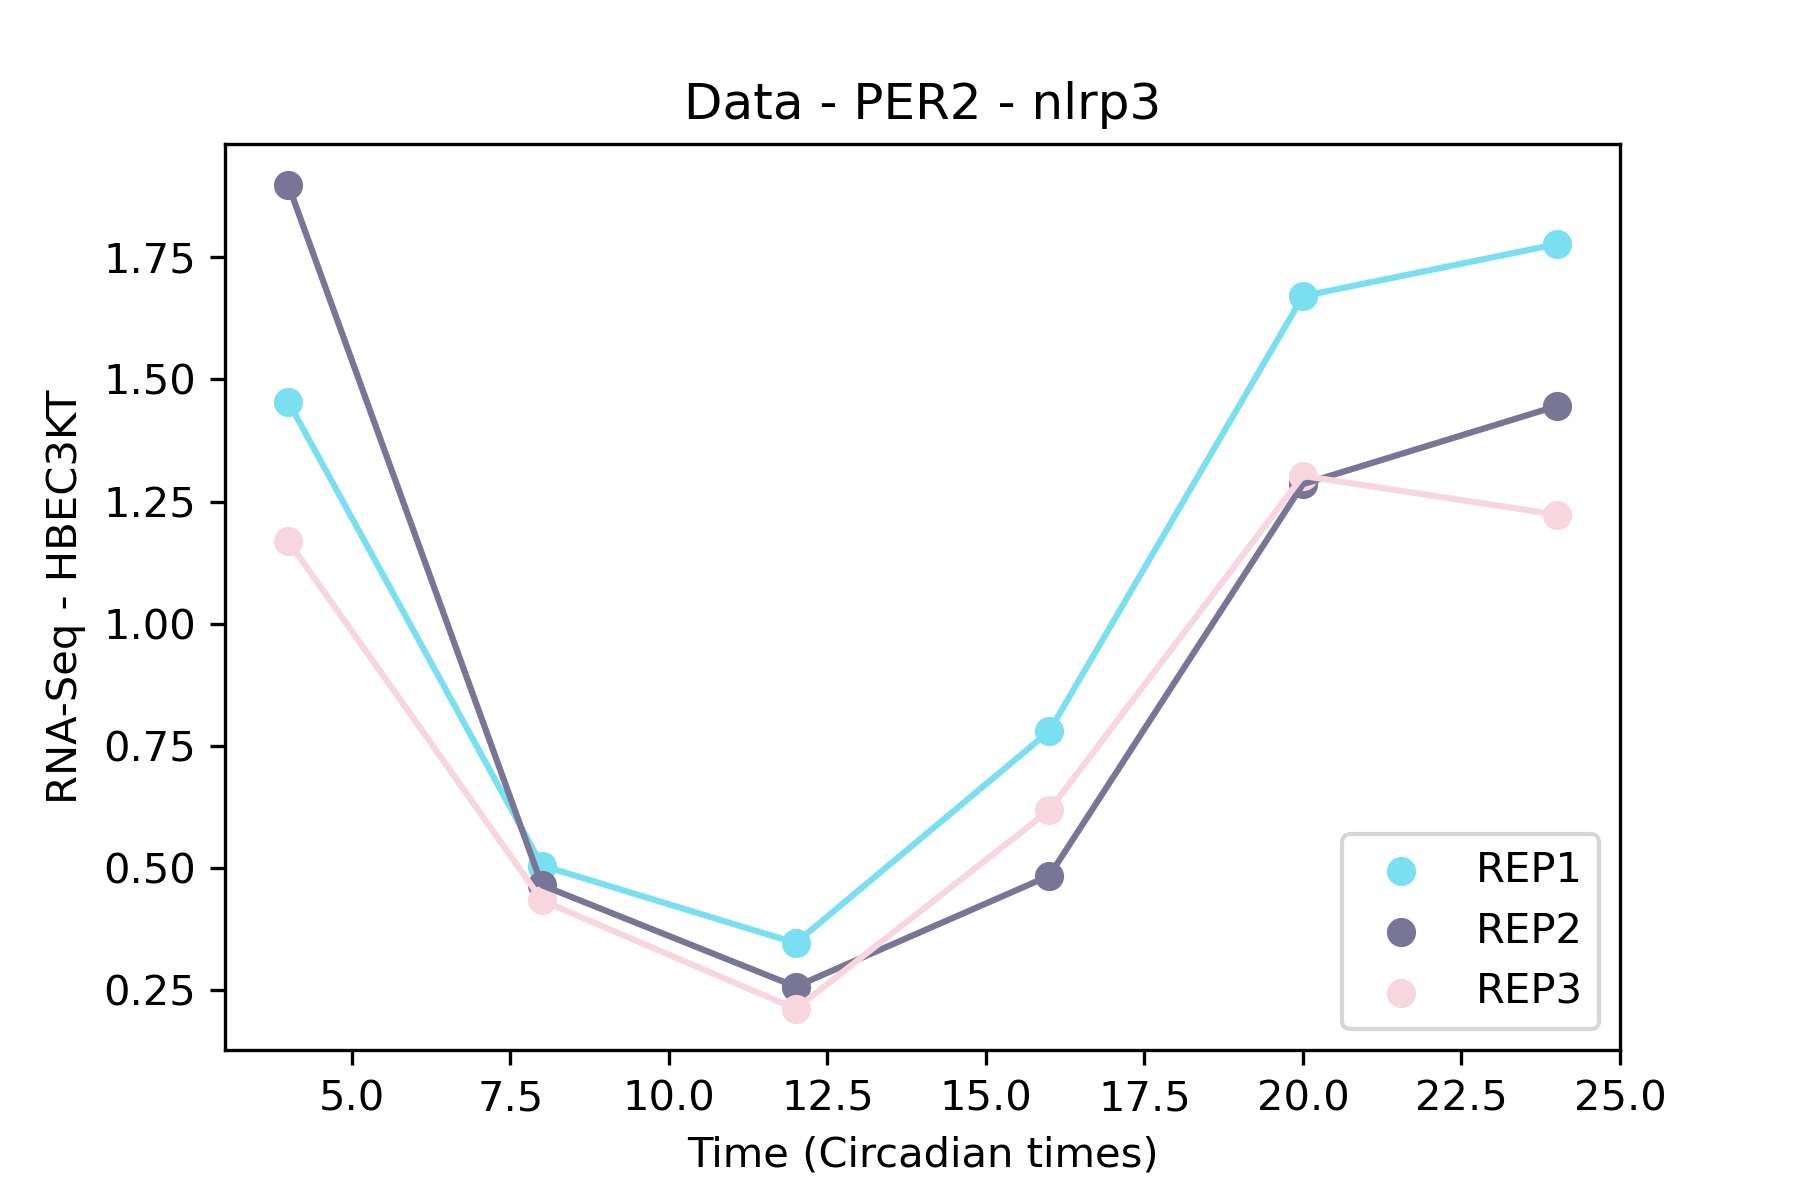 Data - PER2 - nlrp3
RNA-Seq - HBEC3KT
1.75
1.50
1.25
1.00
0.75
0.50
0.25
REP1
REP2
REP3
5.0 7.5 10.0 12.5 15.0 17.5 20.0 22.5 25.0
Time (Circadian times)